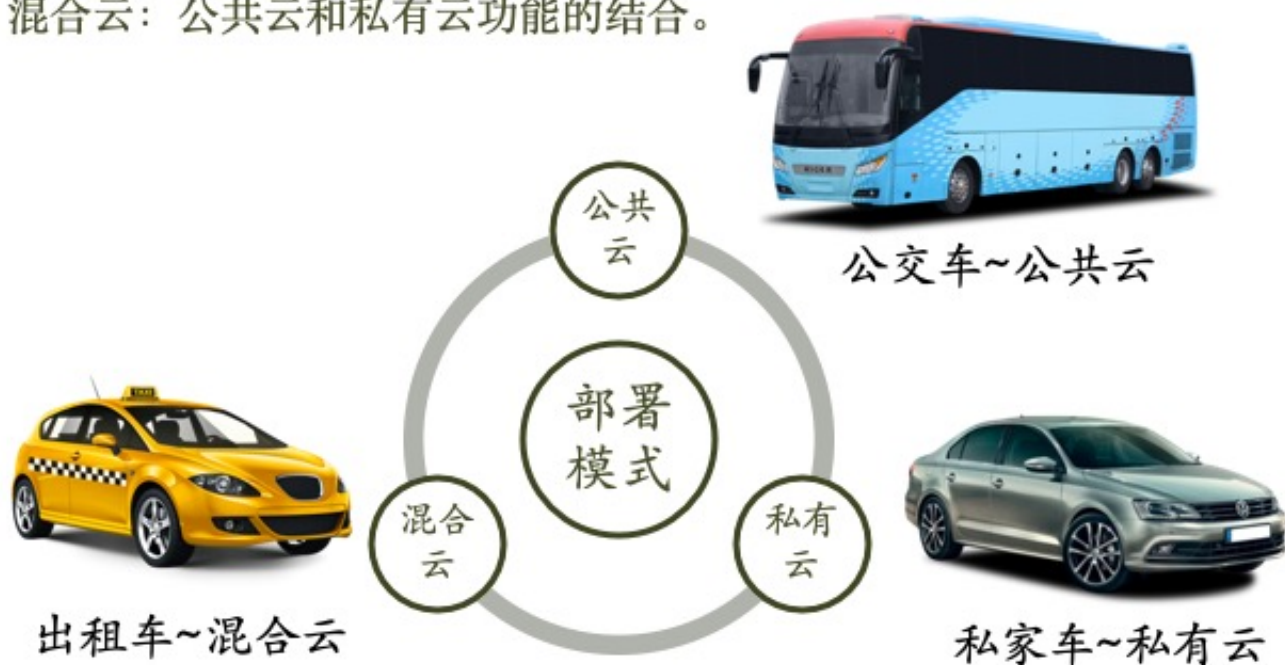 混合云：公共云和私有云功能的结合。
公共
云
公交车~公共云
部署
模式
TAXI
混合
云
私有
云
出租车~混合云
私家车~私有云